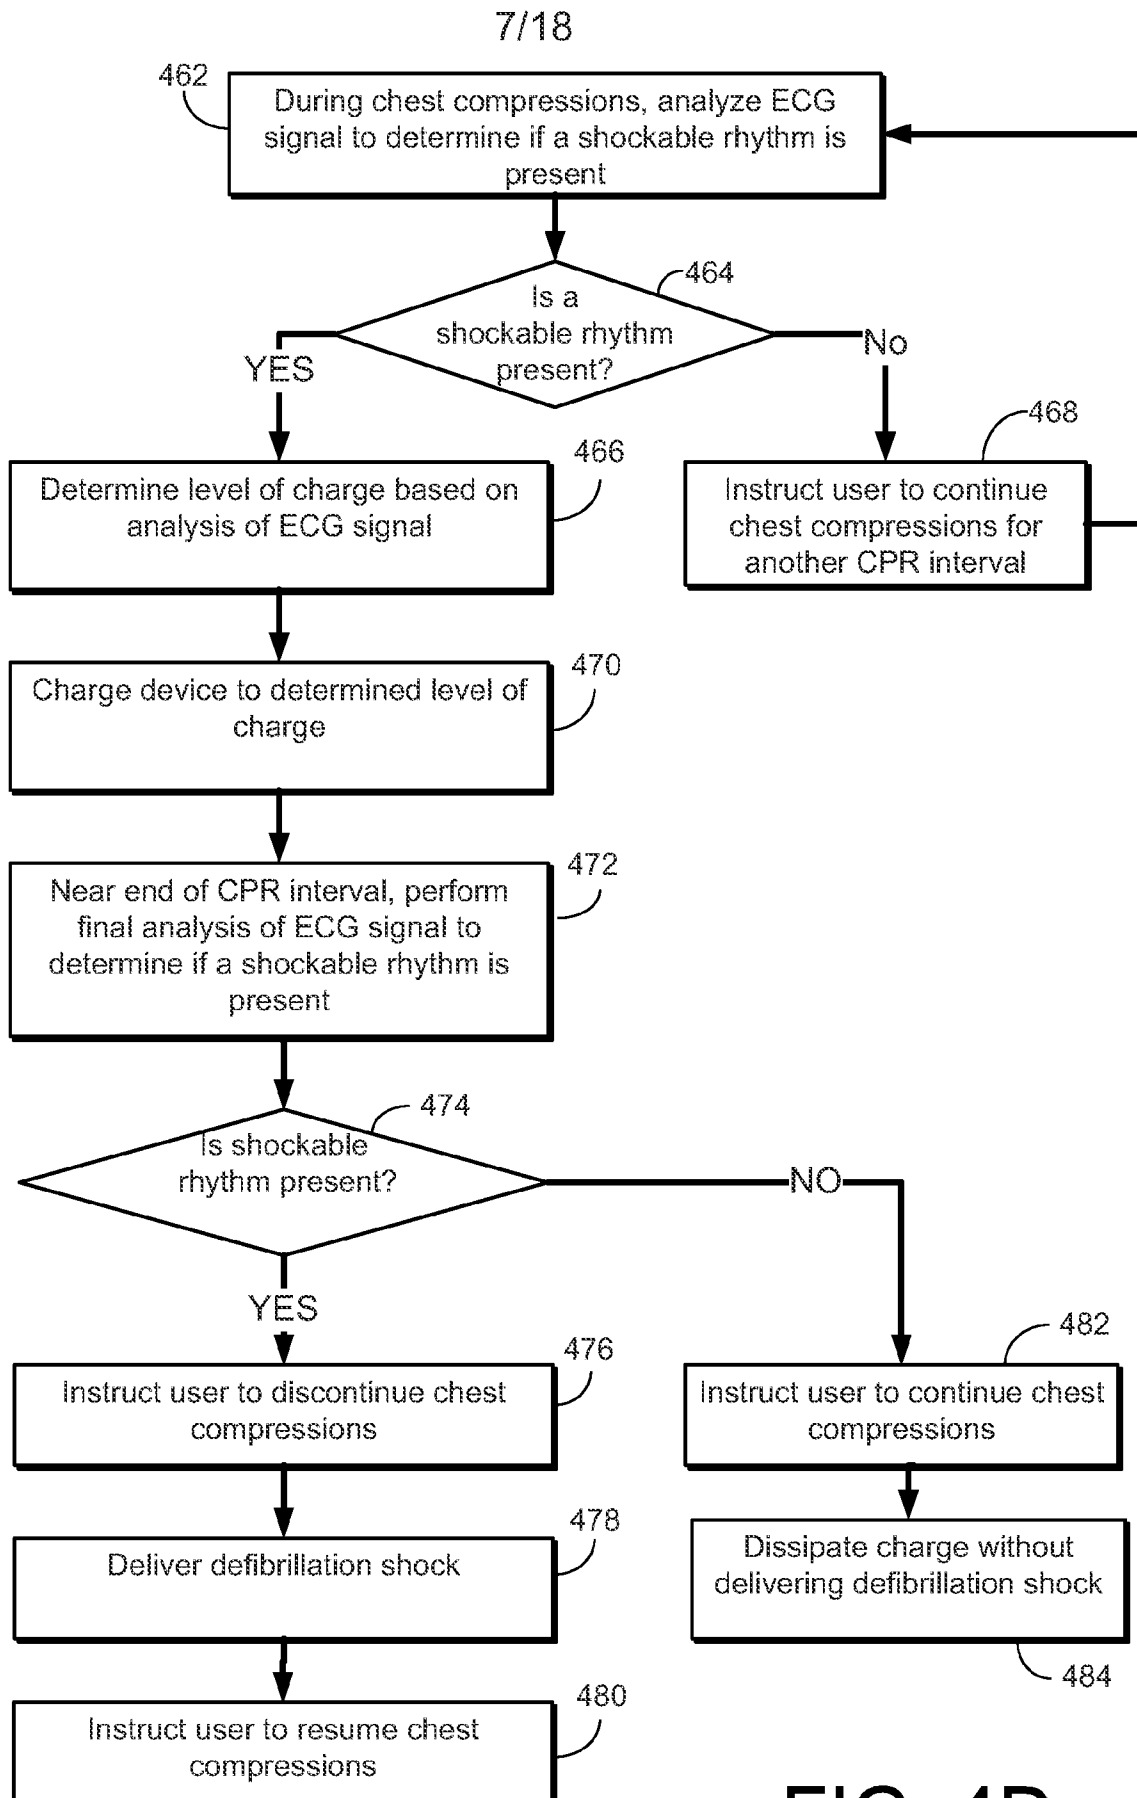 7/18
462
During chest compressions, analyze ECG
signal to determine if a shockable rhythm is
present
464
Is a
shockable rhythm
present?
YES
No
466
Determine level of charge based on
analysis of ECG signal
468
Instruct user to continue
chest compressions for
another CPR interval
470
Charge device to determined level of
charge
472
Near end of CPR interval, perform
final analysis of ECG signal to
determine if a shockable rhythm is
present
474
Is shockable
rhythm present?
NO
YES
476
Instruct user to discontinue chest
compressions
482
Instruct user to continue chest
compressions
478
Deliver defibrillation shock
Dissipate charge without
delivering defibrillation shock
484
480
Instruct user to resume chest
compressions